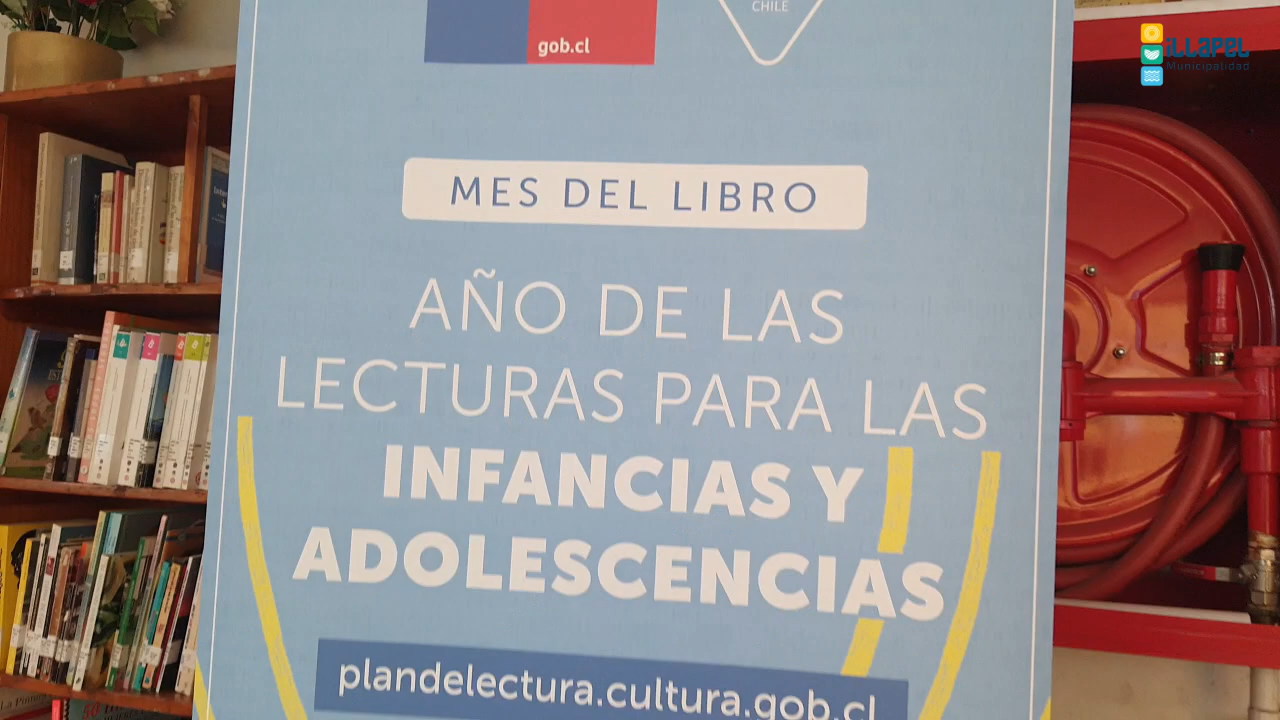 CHILE
gob.cl
illapel
Municipalidad
MES DEL LIBRO
AÑO DE LAS
LECTURAS PARA LAS
INFANCIAS Y
ADOLESCENCIAS
plandelectura.cultura.gob.cl